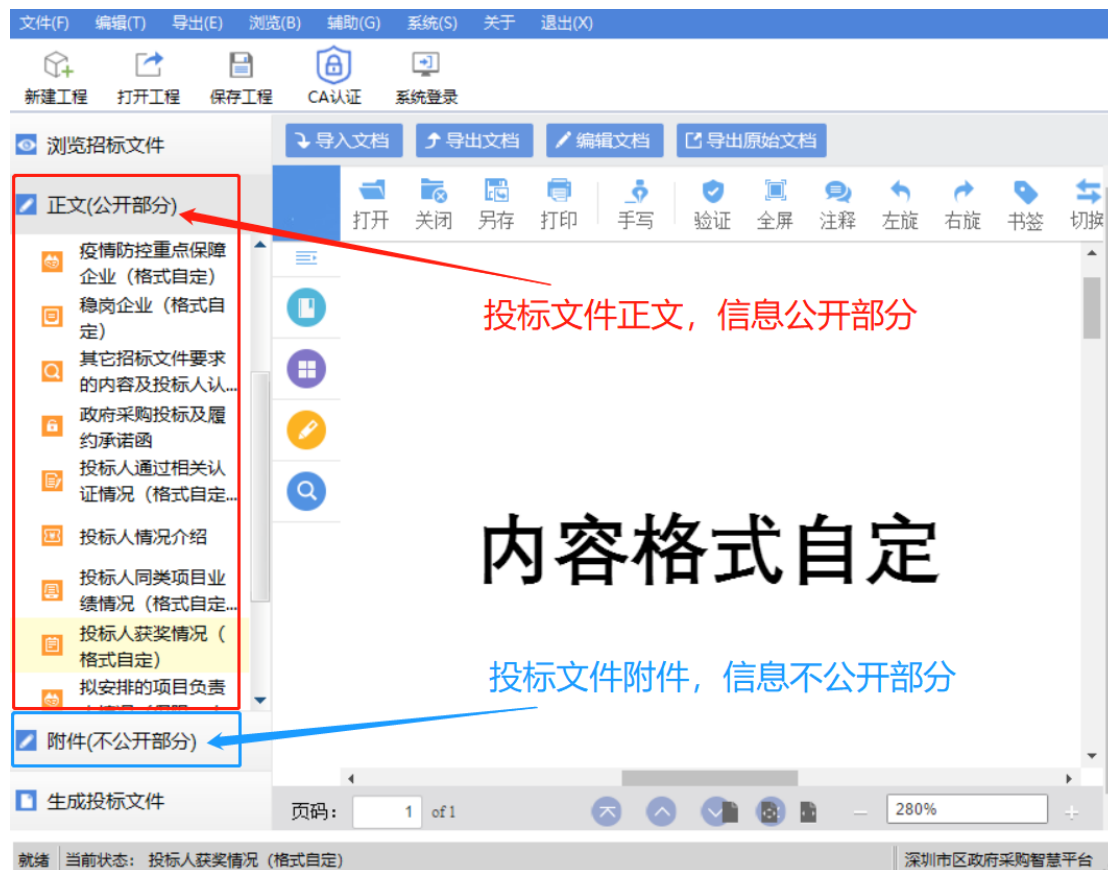 文件(F) 编辑(T) 导出(E) 浏览(B) 辅助(G) 系统(S) 关于 退出(X)
新建工程 打开工程 保存工程 CA认证 系统登录
浏览招标文件
导入文档 导出文档 编辑文档 导出原始文档
正文(公开部分)
打开 关闭 另存 打印 手写 验证 全屏 注释 左旋 右旋 书签 切换
疫情防控重点保障
企业（格式自定）
稳岗企业（格式自
定）
其它招标文件要求
的内容及投标人认...
政府采购投标及履
约承诺函
投标人通过相关认
证情况（格式自定...
投标人情况介绍
投标人同类项目业
绩情况（格式自定...
投标人获奖情况（
格式自定）
拟安排的项目负责
投标文件正文，信息公开部分
内容格式自定
投标文件附件，信息不公开部分
附件(不公开部分)
生成投标文件
页码： 1 of 1 280%
就绪 当前状态： 投标人获奖情况（格式自定） 深圳市区政府采购智慧平台